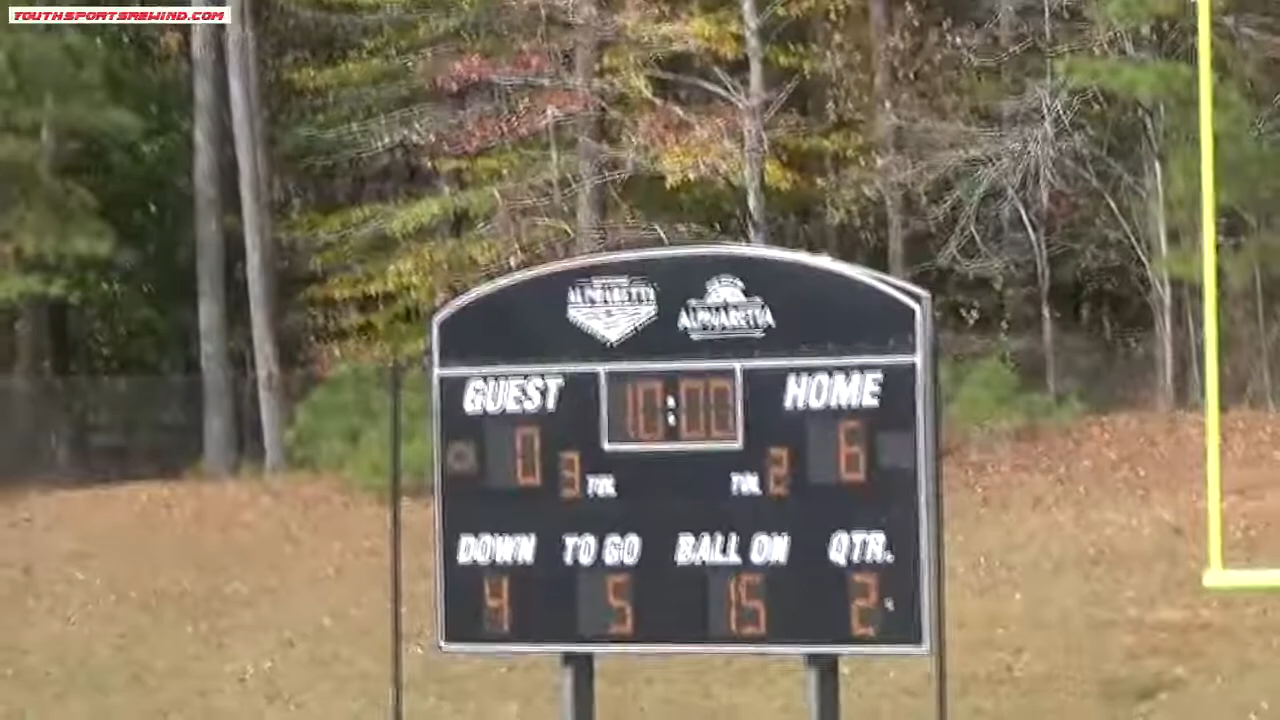 YOUTHSPORTSREWIND.COM
ALPHARETTA ALPHARETTA
GUEST 10:00 HOME
0 3 TOL TOL 2 6
DOWN TO GO BALL ON QTR.
4 5 15 2